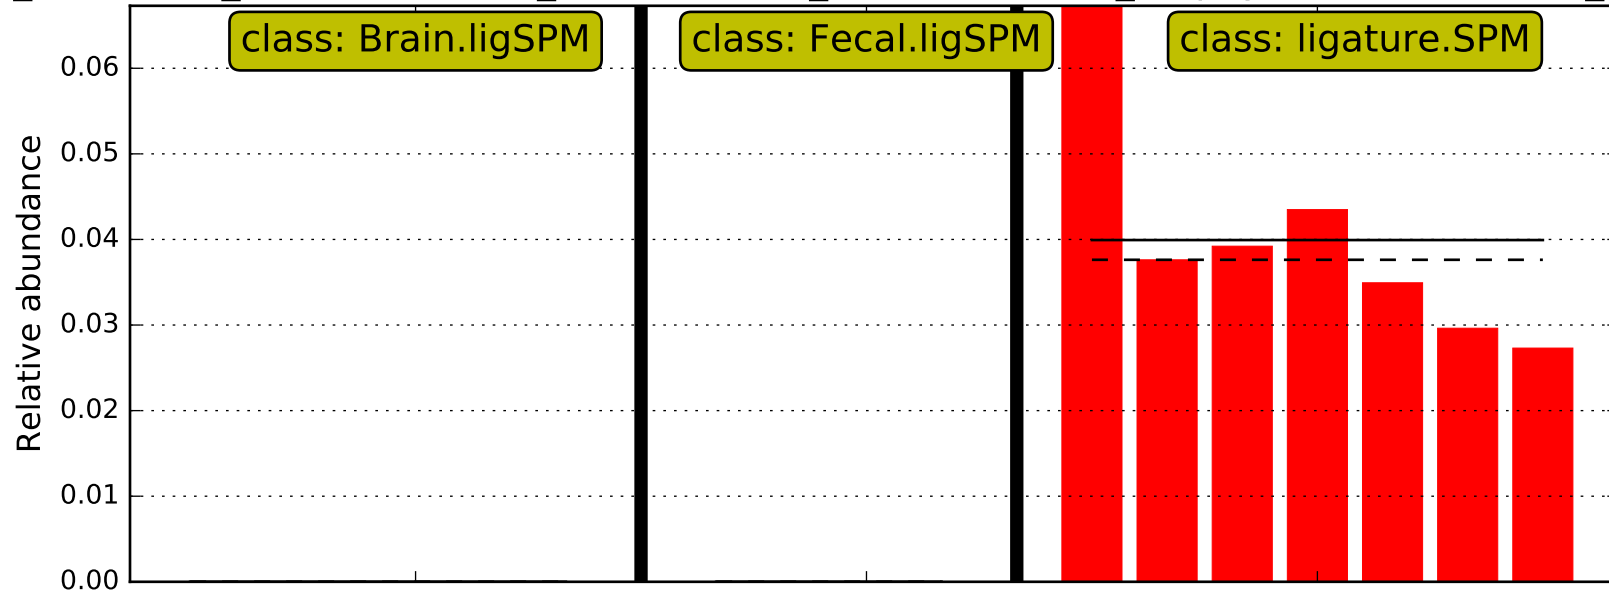 class: Brain.ligSPM
class: Fecal.ligSPM
class: ligature.SPM
Relative abundance
0.06
0.05
0.04
0.03
0.02
0.01
0.00